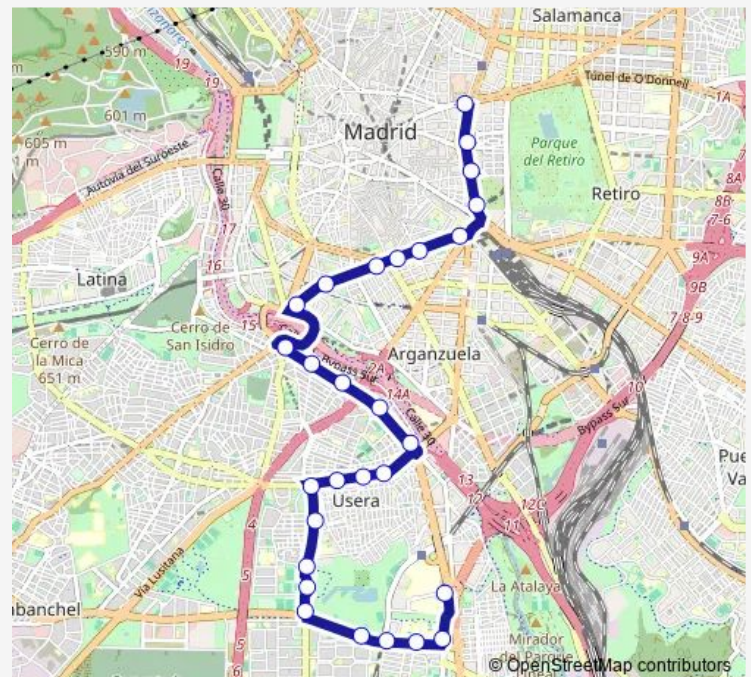 Salamanca
590 m
19
19
Túnel de O'Donnell
1A
601 m
Madrid
Parque
del Retiro
605 m
Autovía del Suroeste
Calle 30
7
8A
Retiro
8B
7-6
17
16
9A
Latina
9B
7-8-9
15
Cerro de
San Isidro
Cerro de
la Mica
651 m
Arganzuela
Bypass Sur
2A
14A
10
Bypass Sur
Calle 30
13
12
12C
11
Usera
4
5
Vía Lusitana
La Atalaya
5
6
Mirador
© OpenStreetMap contributors